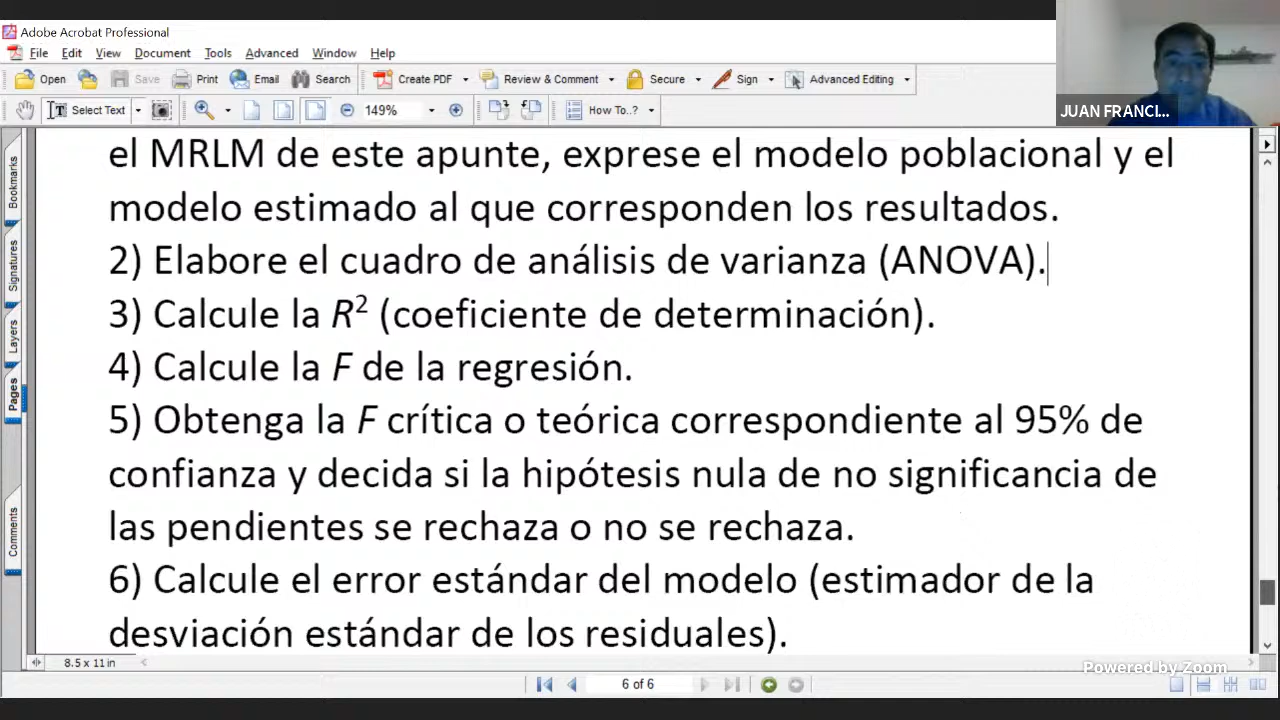 Adobe Acrobat Professional
File Edit View Document Tools Advanced Window Help
Open Save Print Email Search Create PDF Review & Comment Secure Sign Advanced Editing
Select Text 149% How To..?
JUAN FRANCI...
Bookmarks
Signatures
Layers
Pages
Comments
el MRLM de este apunte, exprese el modelo poblacional y el
modelo estimado al que corresponden los resultados.
2) Elabore el cuadro de análisis de varianza (ANOVA).
3) Calcule la R² (coeficiente de determinación).
4) Calcule la F de la regresión.
5) Obtenga la F crítica o teórica correspondiente al 95% de
confianza y decida si la hipótesis nula de no significancia de
las pendientes se rechaza o no se rechaza.
6) Calcule el error estándar del modelo (estimador de la
desviación estándar de los residuales).
8.5 x 11 in
Powered by Zoom
6 of 6